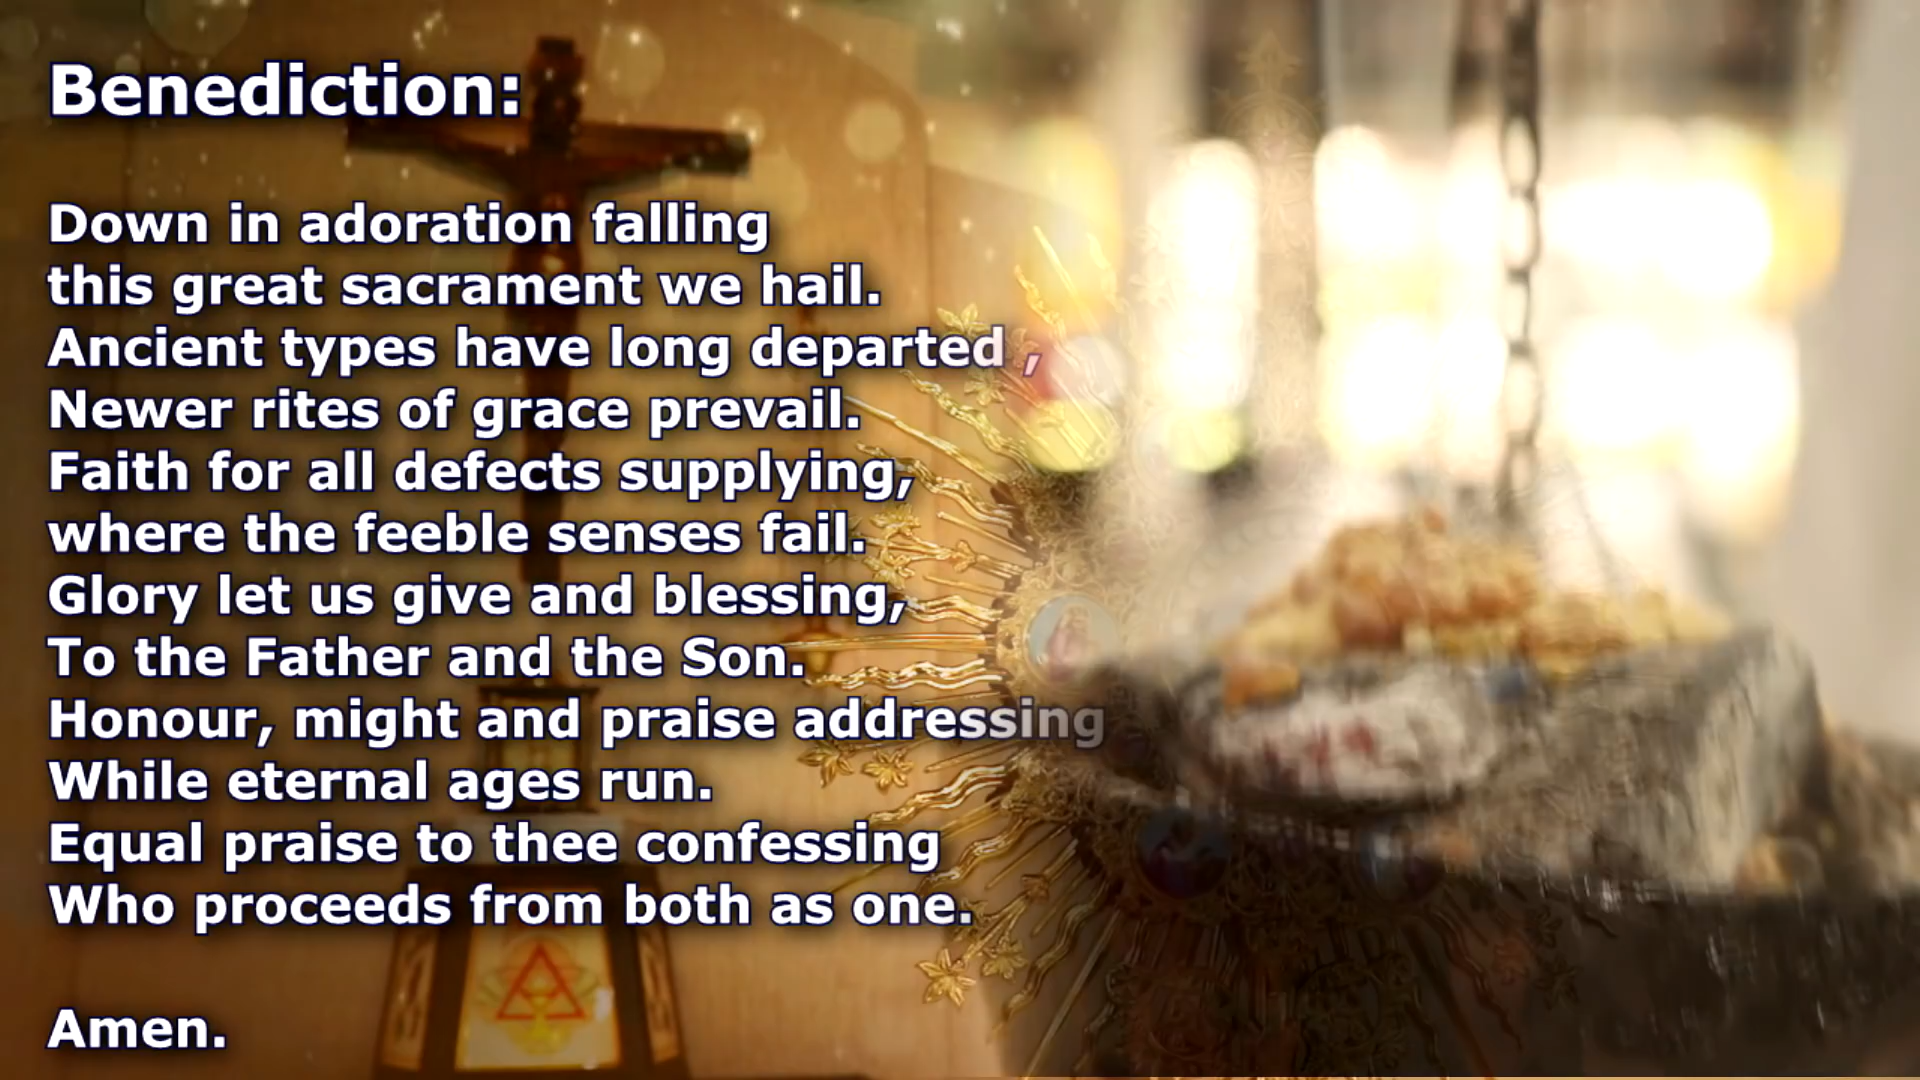 Benediction:
Down in adoration falling
this great sacrament we hail.
Ancient types have long departed ,
Newer rites of grace prevail.
Faith for all defects supplying,
where the feeble senses fail.
Glory let us give and blessing,
To the Father and the Son.
Honour, might and praise addressing
While eternal ages run.
Equal praise to thee confessing
Who proceeds from both as one.
Amen.